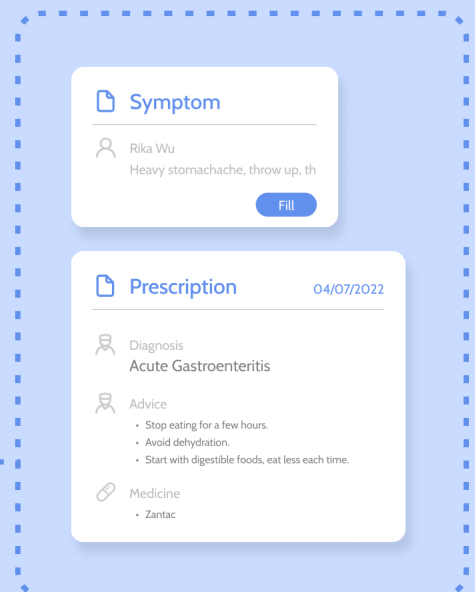 Symptom
Rika Wu
Heavy stomachache, throw up, th
Fill
Prescription
04/07/2022
Diagnosis
Acute Gastroenteritis
Advice
• Stop eating for a few hours.
• Avoid dehydration.
• Start with digestible foods, eat less each time.
Medicine
• Zantac